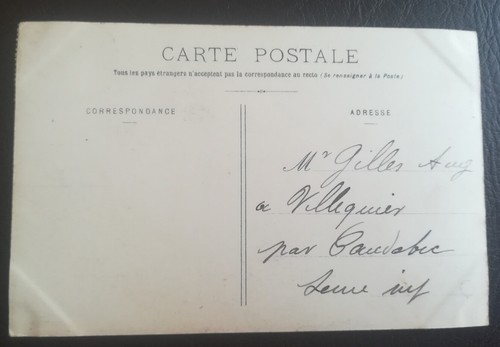 CARTE POSTALE
Tous les pays étrangers n'acceptent pas la correspondance au recto (Se renseigner à la Poste)
CORRESPONDANCE
ADRESSE
Mr Gilles Aug
a Villequier
par Caudebec
Seine inf